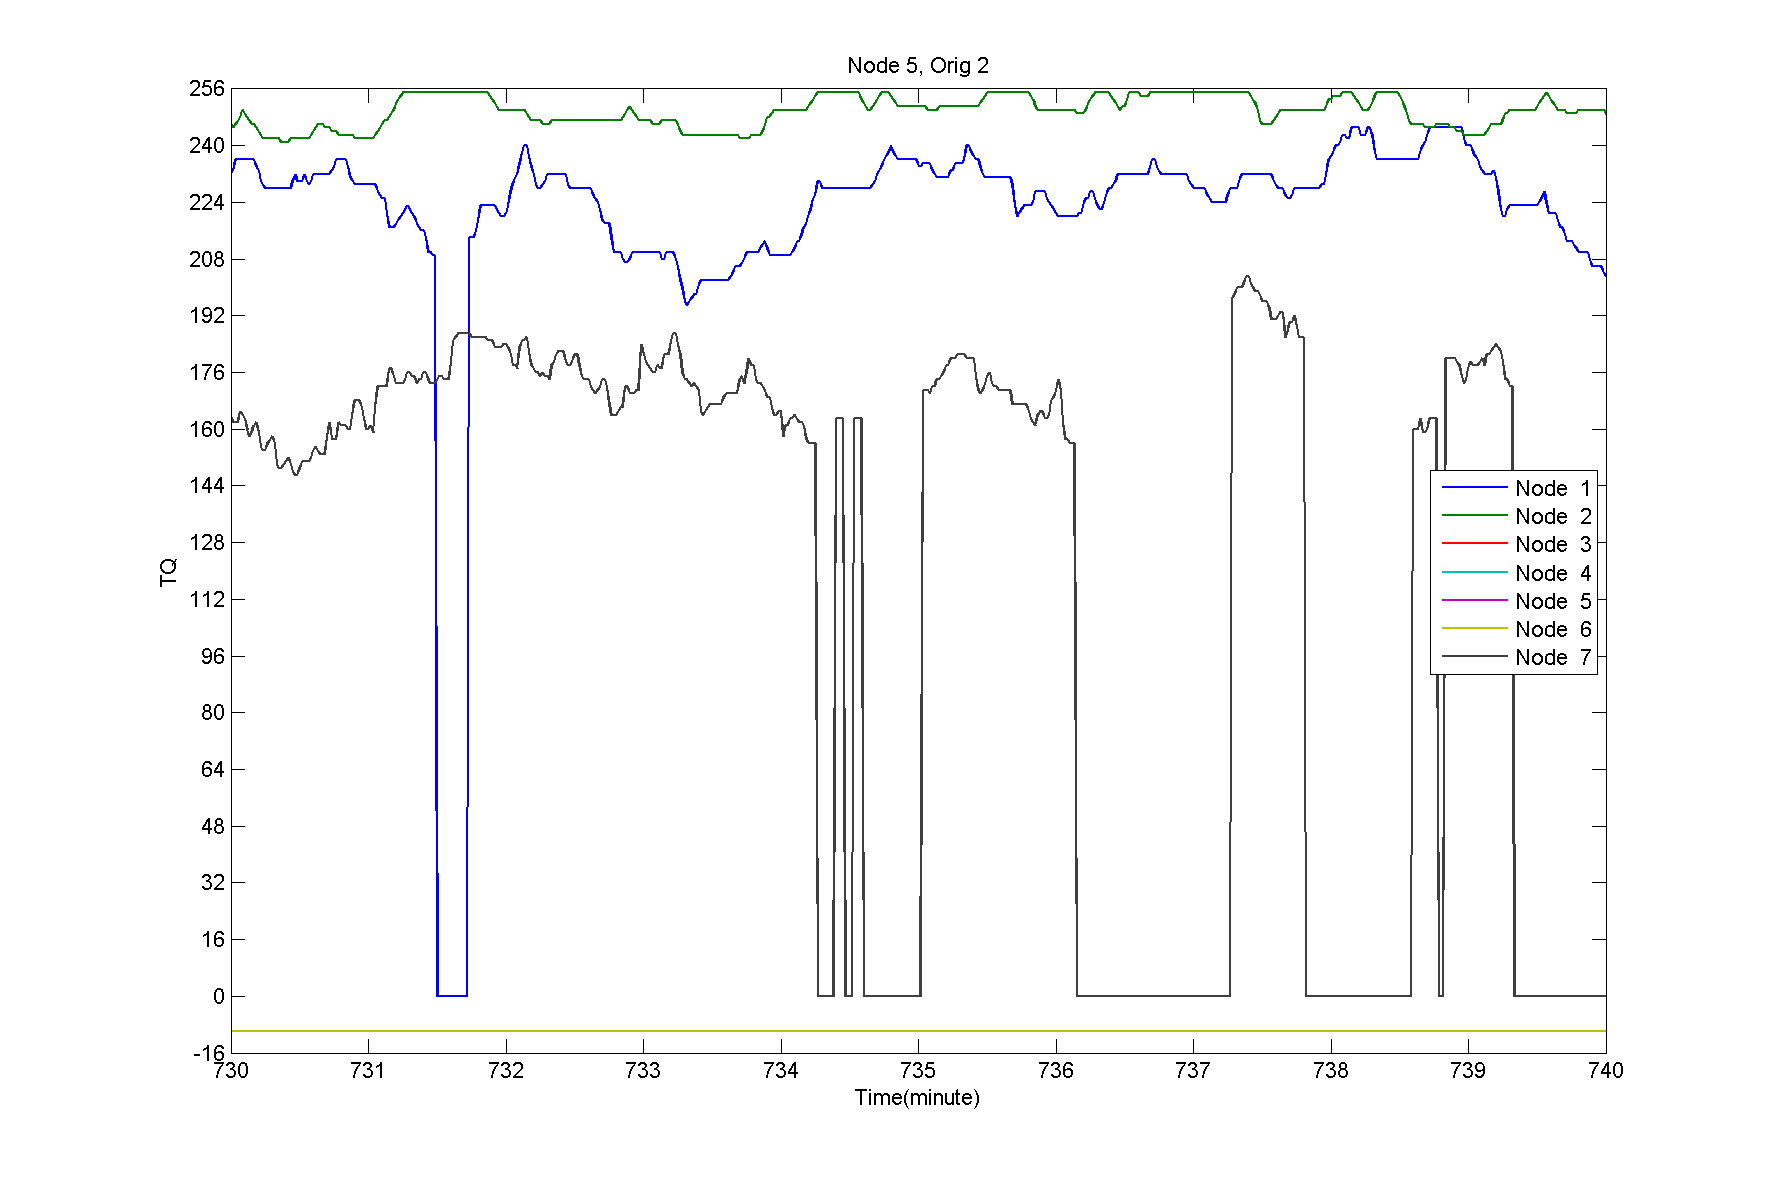 Node 5, Orig 2
256
240
224
208
192
176
160
144
128
112
96
80
64
48
32
16
0
-16
TQ
Node 1
Node 2
Node 3
Node 4
Node 5
Node 6
Node 7
730 731 732 733 734 735 736 737 738 739 740
Time(minute)